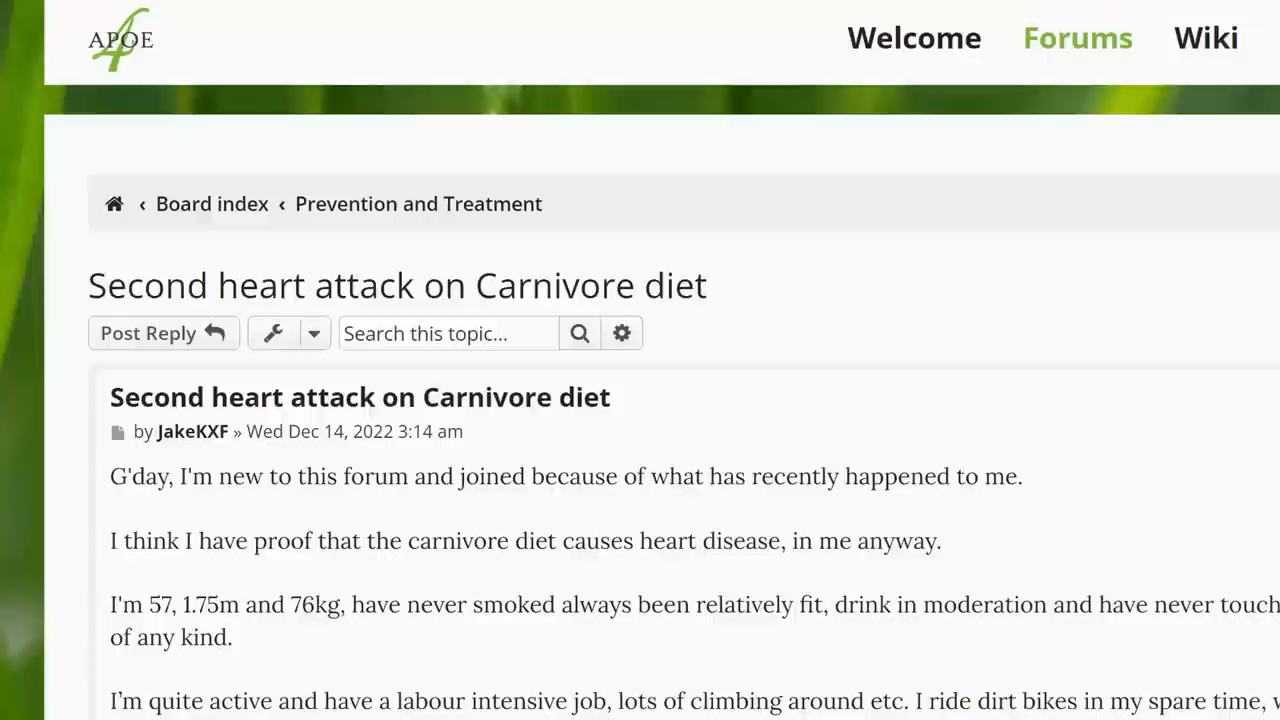 APOE 4
Welcome Forums Wiki
‹ Board index ‹ Prevention and Treatment
Second heart attack on Carnivore diet
Post Reply Search this topic…
Second heart attack on Carnivore diet
by JakeKXF » Wed Dec 14, 2022 3:14 am
G'day, I'm new to this forum and joined because of what has recently happened to me.
I think I have proof that the carnivore diet causes heart disease, in me anyway.
I'm 57, 1.75m and 76kg, have never smoked always been relatively fit, drink in moderation and have never touch
of any kind.
I’m quite active and have a labour intensive job, lots of climbing around etc. I ride dirt bikes in my spare time,